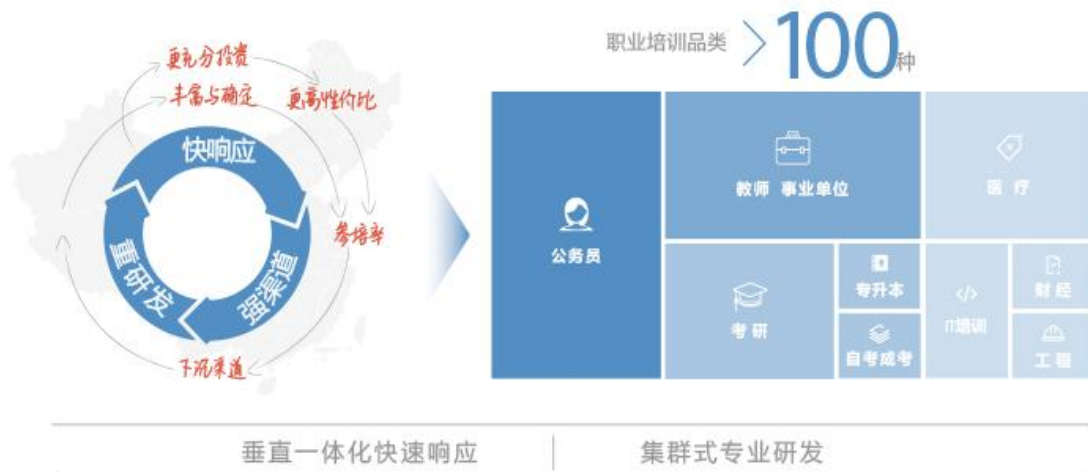 职业培训品类 > 100种
更充分投资
丰富与确定
更高性价比
快响应
参培率
重研发
强渠道
下沉渠道
公务员
教师 事业单位
医疗
考研
专升本
自考成考
IT培训
财经
工程
垂直一体化快速响应
集群式专业研发